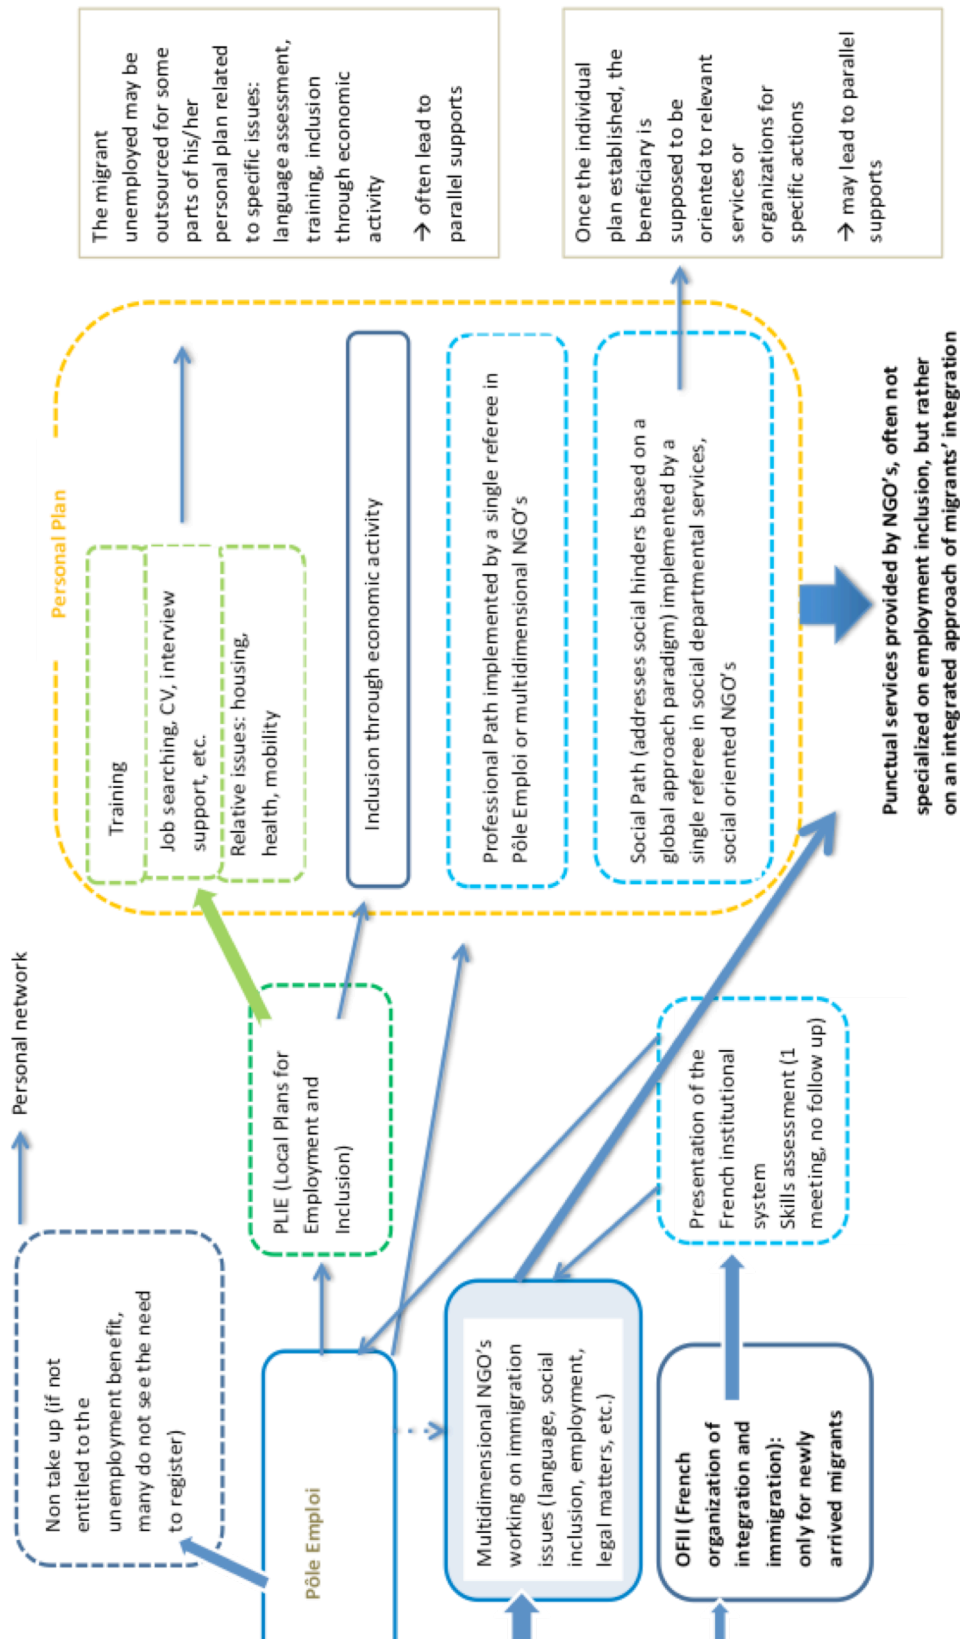 Non take up (if not
entitled to the
unemployment benefit,
many do not see the need
to register)
Personal network
Pôle Emploi
PLIE (Local Plans for
Employment and
Inclusion)
Multidimensional NGO's
working on immigration
issues (language, social
inclusion, employment,
legal matters, etc.)
OFII (French
organization of
integration and
immigration):
only for newly
arrived migrants
Presentation of the
French institutional
system
Skills assessment (1
meeting, no follow up)
Personal Plan
Training
Job searching, CV, interview
support, etc.
Relative issues: housing,
health, mobility
Inclusion through economic activity
Professional Path implemented by a single referee in
Pôle Emploi or multidimensional NGO's
Social Path (addresses social hinders based on a
global approach paradigm) implemented by a
single referee in social departmental services,
social oriented NGO's
Punctual services provided by NGO's, often not
specialized on employment inclusion, but rather
on an integrated approach of migrants' integration
The migrant
unemployed may be
outsourced for some
parts of his/her
personal plan related
to specific issues:
language assessment,
training, inclusion
through economic
activity
→ often lead to
parallel supports
Once the individual
plan established, the
beneficiary is
supposed to be
oriented to relevant
services or
organizations for
specific actions
→ may lead to parallel
supports